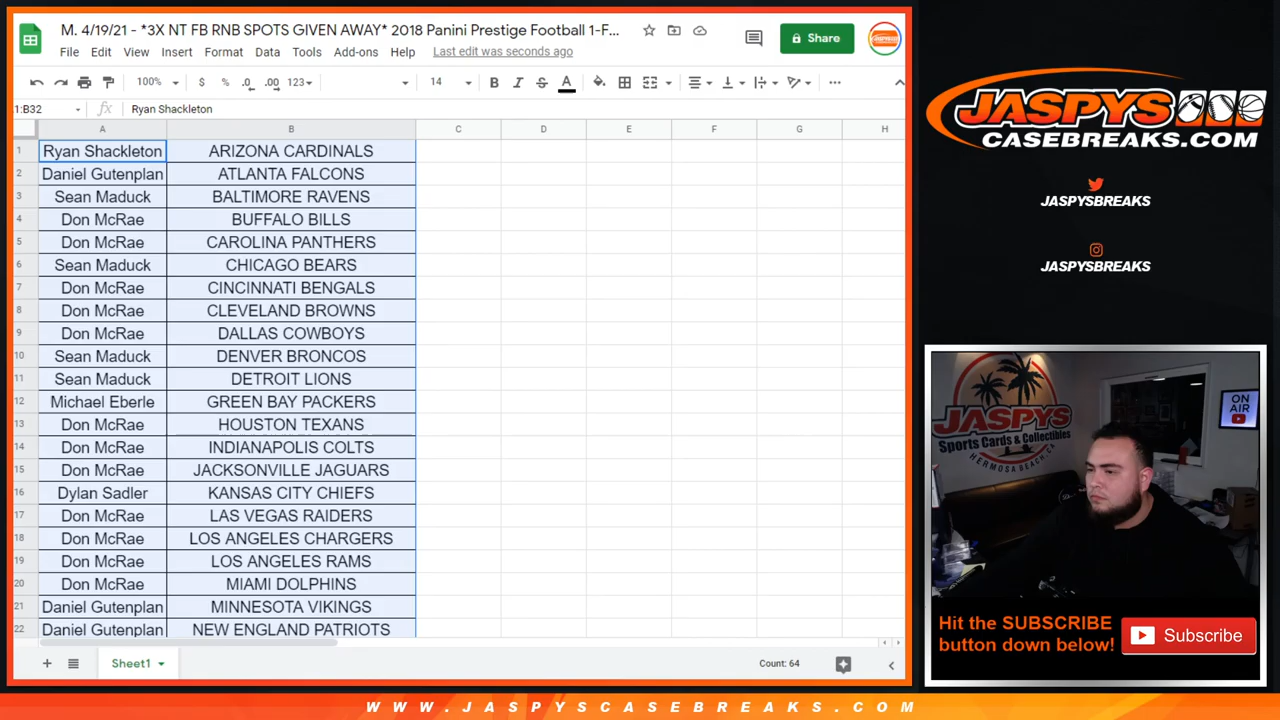 M. 4/19/21 - *3X NT FB RNB SPOTS GIVEN AWAY* 2018 Panini Prestige Football 1-F...
File Edit View Insert Format Data Tools Add-ons Help Last edit was seconds ago
Share
100% $ % .0 .00 123 14 B I S A
1:B32 fx Ryan Shackleton
A B C D E F G H
1 Ryan Shackleton ARIZONA CARDINALS
2 Daniel Gutenplan ATLANTA FALCONS
3 Sean Maduck BALTIMORE RAVENS
4 Don McRae BUFFALO BILLS
5 Don McRae CAROLINA PANTHERS
6 Sean Maduck CHICAGO BEARS
7 Don McRae CINCINNATI BENGALS
8 Don McRae CLEVELAND BROWNS
9 Don McRae DALLAS COWBOYS
10 Sean Maduck DENVER BRONCOS
11 Sean Maduck DETROIT LIONS
12 Michael Eberle GREEN BAY PACKERS
13 Don McRae HOUSTON TEXANS
14 Don McRae INDIANAPOLIS COLTS
15 Don McRae JACKSONVILLE JAGUARS
16 Dylan Sadler KANSAS CITY CHIEFS
17 Don McRae LAS VEGAS RAIDERS
18 Don McRae LOS ANGELES CHARGERS
19 Don McRae LOS ANGELES RAMS
20 Don McRae MIAMI DOLPHINS
21 Daniel Gutenplan MINNESOTA VIKINGS
22 Daniel Gutenplan NEW ENGLAND PATRIOTS
Sheet1 Count: 64
JASPYS
CASEBREAKS.COM
JASPYSBREAKS
JASPYSBREAKS
JASPYS
Sports Cards & Collectibles
HERMOSA BEACH, CA
ON
AIR
Hit the SUBSCRIBE
button down below!
Subscribe
WWW.JASPYSCASEBREAKS.COM